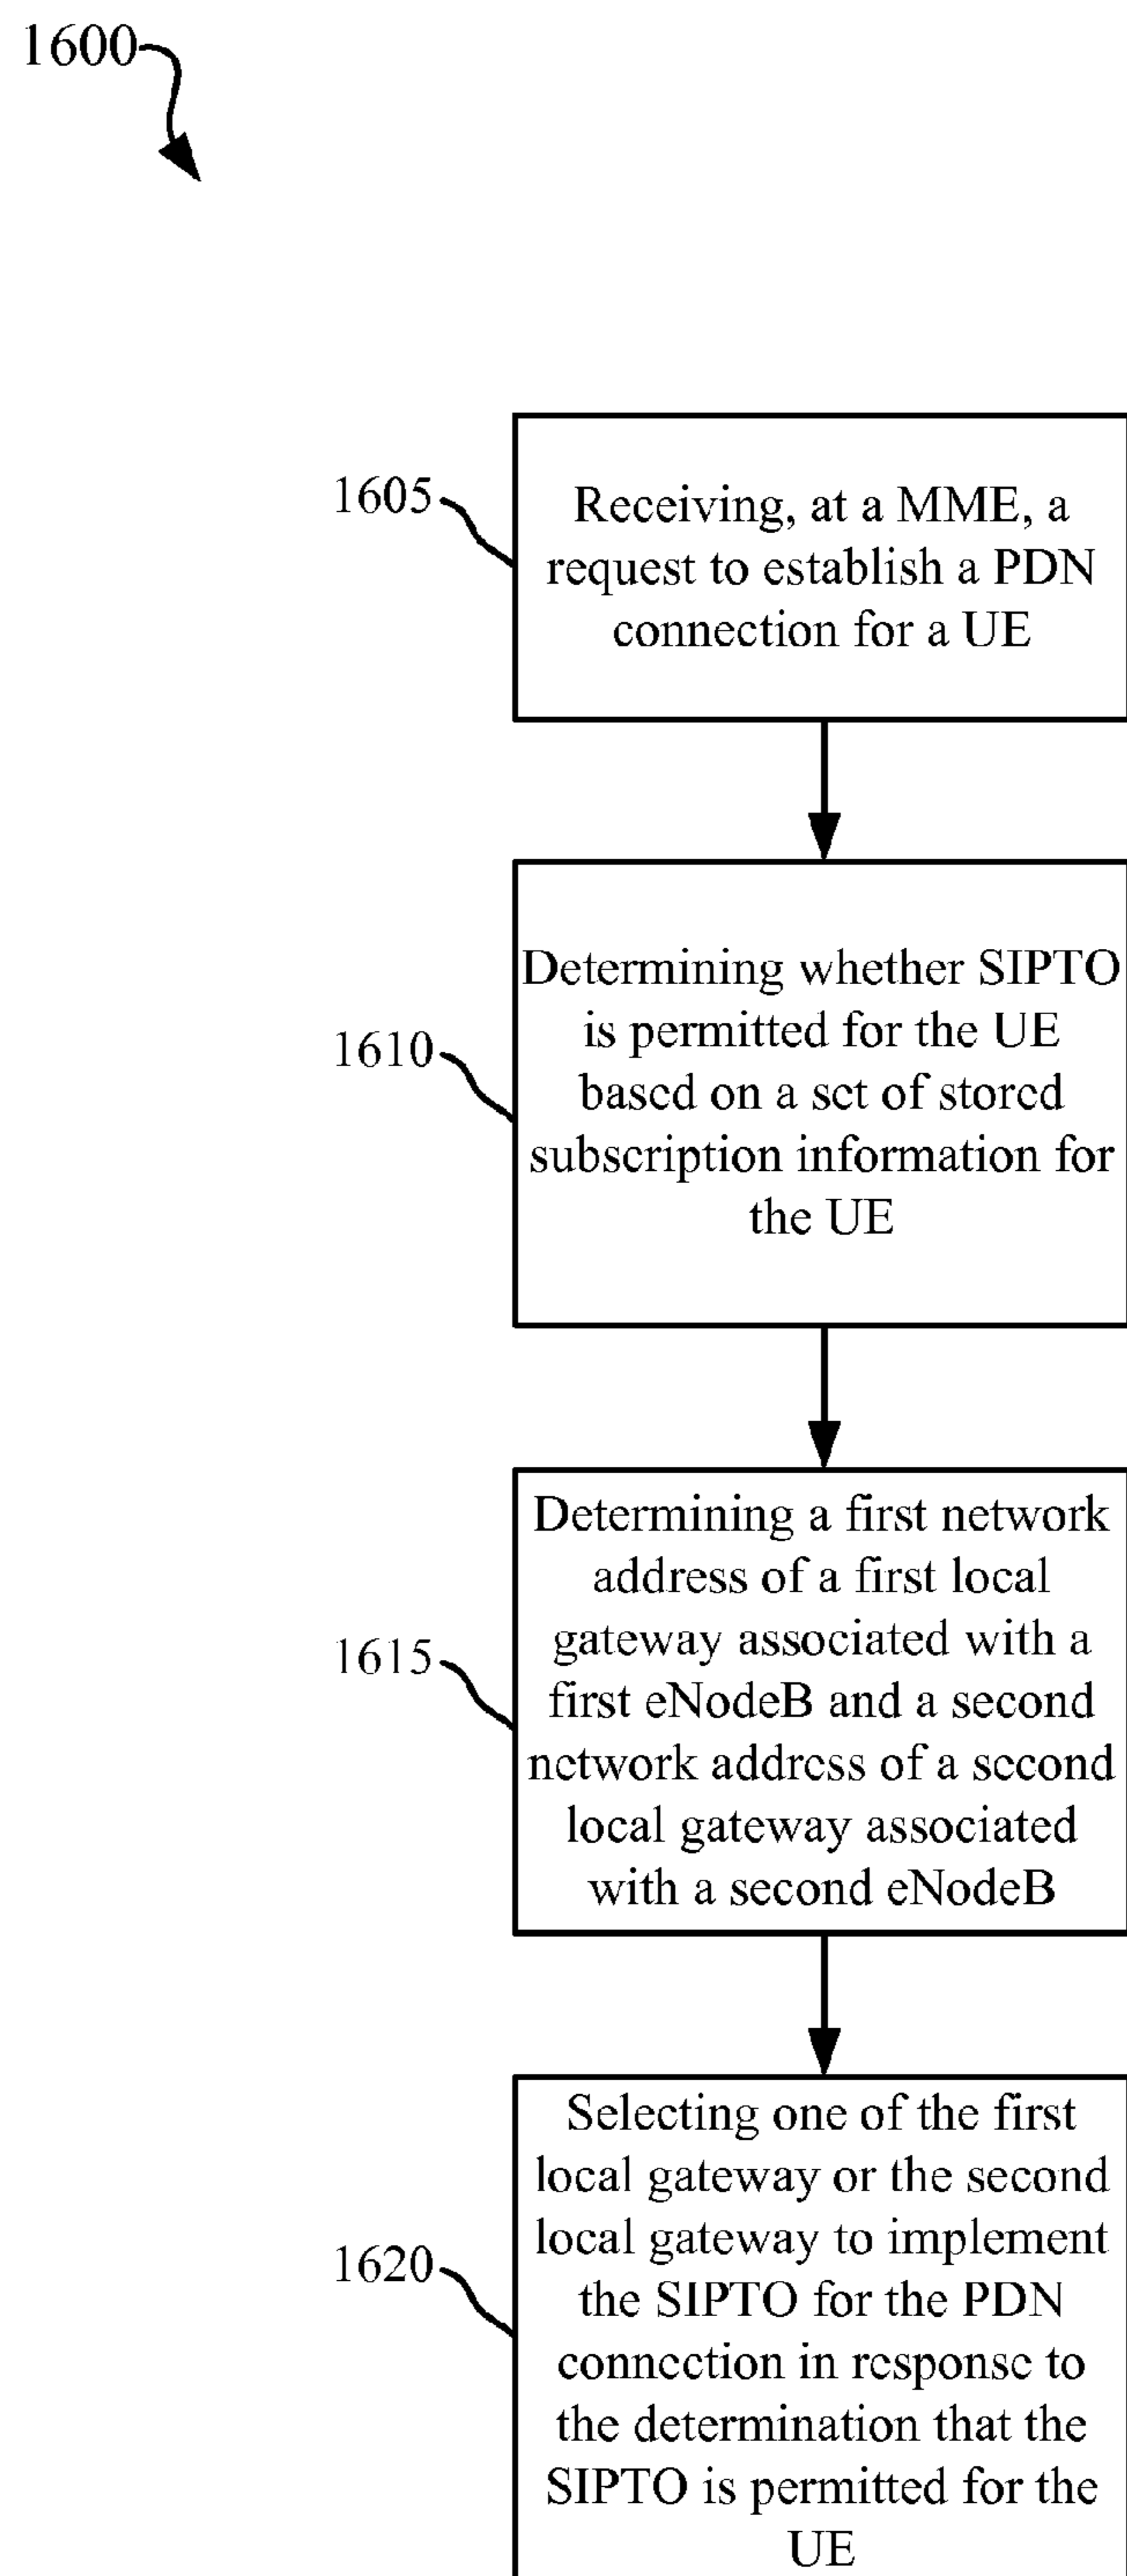 1600
1605
Receiving, at a MME, a
request to establish a PDN
connection for a UE
1610
Determining whether SIPTO
is permitted for the UE
based on a set of stored
subscription information for
the UE
1615
Determining a first network
address of a first local
gateway associated with a
first eNodeB and a second
network address of a second
local gateway associated
with a second eNodeB
1620
Selecting one of the first
local gateway or the second
local gateway to implement
the SIPTO for the PDN
connection in response to
the determination that the
SIPTO is permitted for the
UE